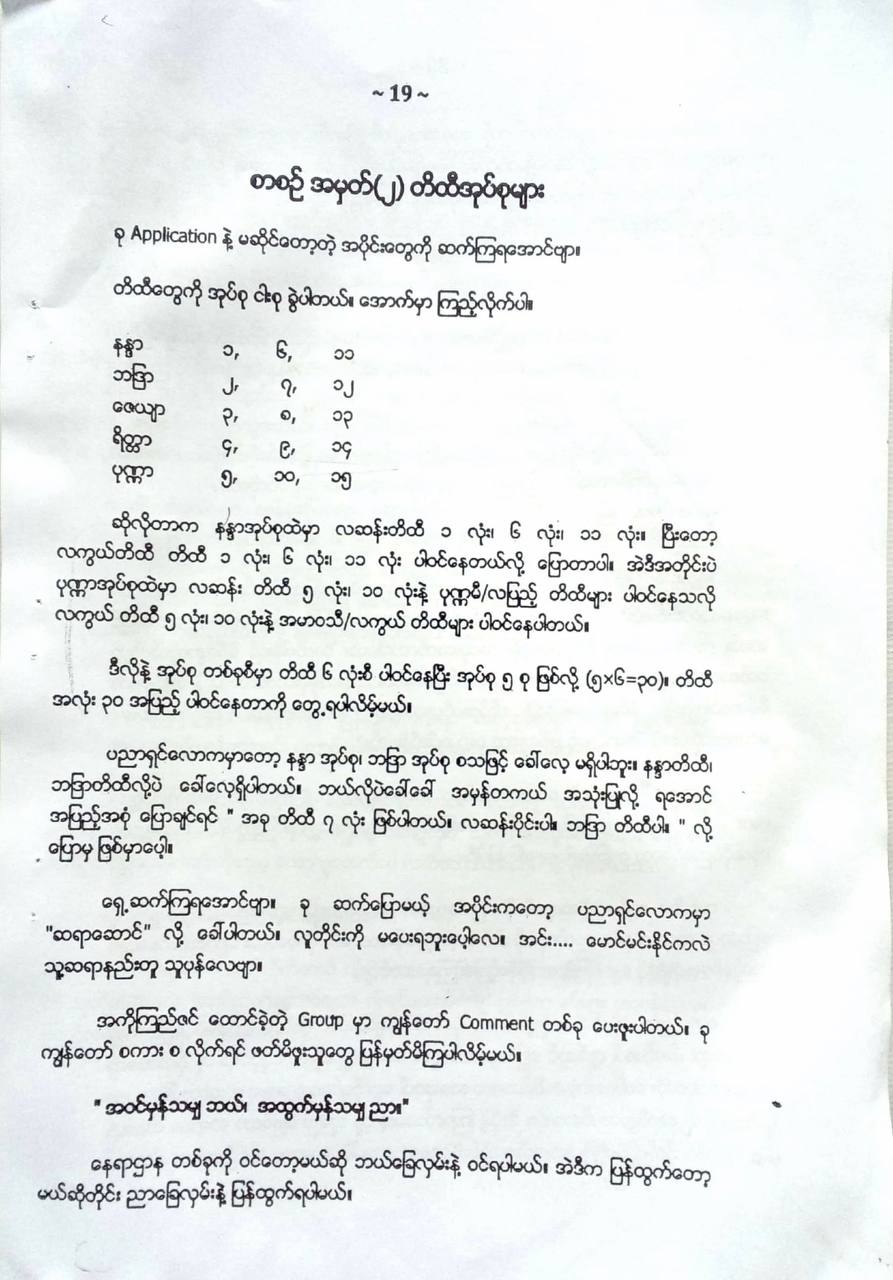 ~ 19 ~
စာစဉ် အမှတ်(၂) တိထီအုပ်စုများ
ခု Application နဲ့ မဆိုင်တော့တဲ့ အပိုင်းတွေကို ဆက်ကြရအောင်ဗျာ။
တိထီတွေကို အုပ်စု ငါးစု ခွဲပါတယ်။ အောက်မှာ ကြည့်လိုက်ပါ။
နန္ဒာ ၁, ၆, ၁၁
ဘဒြာ ၂, ၇, ၁၂
ဇေယျာ ၃, ၈, ၁၃
ရိတ္တာ ၄, ၉, ၁၄
ပုဏ္ဏာ ၅, ၁၀, ၁၅
ဆိုလိုတာက နန္ဒာအုပ်စုထဲမှာ လဆန်းတိထီ ၁ လုံး၊ ၆ လုံး၊ ၁၁ လုံး။ ပြီးတော့
လကွယ်တိထီ တိထီ ၁ လုံး၊ ၆ လုံး၊ ၁၁ လုံး ပါဝင်နေတယ်လို့ ပြောတာပါ။ အဲဒီအတိုင်းပဲ
ပုဏ္ဏာအုပ်စုထဲမှာ လဆန်း တိထီ ၅ လုံး၊ ၁၀ လုံးနဲ့ ပုဏ္ဏမီ/လပြည့် တိထီများ ပါဝင်နေသလို
လကွယ် တိထီ ၅ လုံး၊ ၁၀ လုံးနဲ့ အမာဝသီ/လကွယ် တိထီများ ပါဝင်နေပါတယ်။
ဒီလိုနဲ့ အုပ်စု တစ်ခုစီမှာ တိထီ ၆ လုံးစီ ပါဝင်နေပြီး အုပ်စု ၅ စု ဖြစ်လို့ (၅×၆=၃၀)။ တိထီ
အလုံး ၃၀ အပြည့် ပါဝင်နေတာကို တွေ့ရပါလိမ့်မယ်။
ပညာရှင်လောကမှာတော့ နန္ဒာ အုပ်စု၊ ဘဒြာ အုပ်စု စသဖြင့် ခေါ်လေ့ မရှိပါဘူး။ နန္ဒာတိထီ၊
ဘဒြာတိထီလို့ပဲ ခေါ်လေ့ရှိပါတယ်။ ဘယ်လိုပဲခေါ်ခေါ် အမှန်တကယ် အသုံးပြုလို့ ရအောင်
အပြည့်အစုံ ပြောချင်ရင် " အခု တိထီ ၇ လုံး ဖြစ်ပါတယ်။ လဆန်းပိုင်းပါ။ ဘဒြာ တိထီပါ။ " လို့
ပြောမှ ဖြစ်မှာပေါ့။
ရှေ့ဆက်ကြရအောင်ဗျာ။ ခု ဆက်ပြောမယ့် အပိုင်းကတော့ ပညာရှင်လောကမှာ
"ဆရာဆောင်" လို့ ခေါ်ပါတယ်။ လူတိုင်းကို မပေးရဘူးပေါ့လေ။ အင်း.... မောင်မင်းနိုင်ကလဲ
သူ့ဆရာနည်းတူ သူပုန်လေဗျာ။
အကိုကြည်ဇင် ထောင်ခဲ့တဲ့ Group မှာ ကျွန်တော် Comment တစ်ခု ပေးဖူးပါတယ်။ ခု
ကျွန်တော် စကား စ လိုက်ရင် ဖတ်မိဖူးသူတွေ ပြန်မှတ်မိကြပါလိမ့်မယ်။
" အဝင်မှန်သမျှ ဘယ်၊ အထွက်မှန်သမျှ ညာ။"
နေရာဌာန တစ်ခုကို ဝင်တော့မယ်ဆို ဘယ်ခြေလှမ်းနဲ့ ဝင်ရပါမယ်။ အဲဒီက ပြန်ထွက်တော့
မယ်ဆိုတိုင်း ညာခြေလှမ်းနဲ့ ပြန်ထွက်ရပါမယ်။